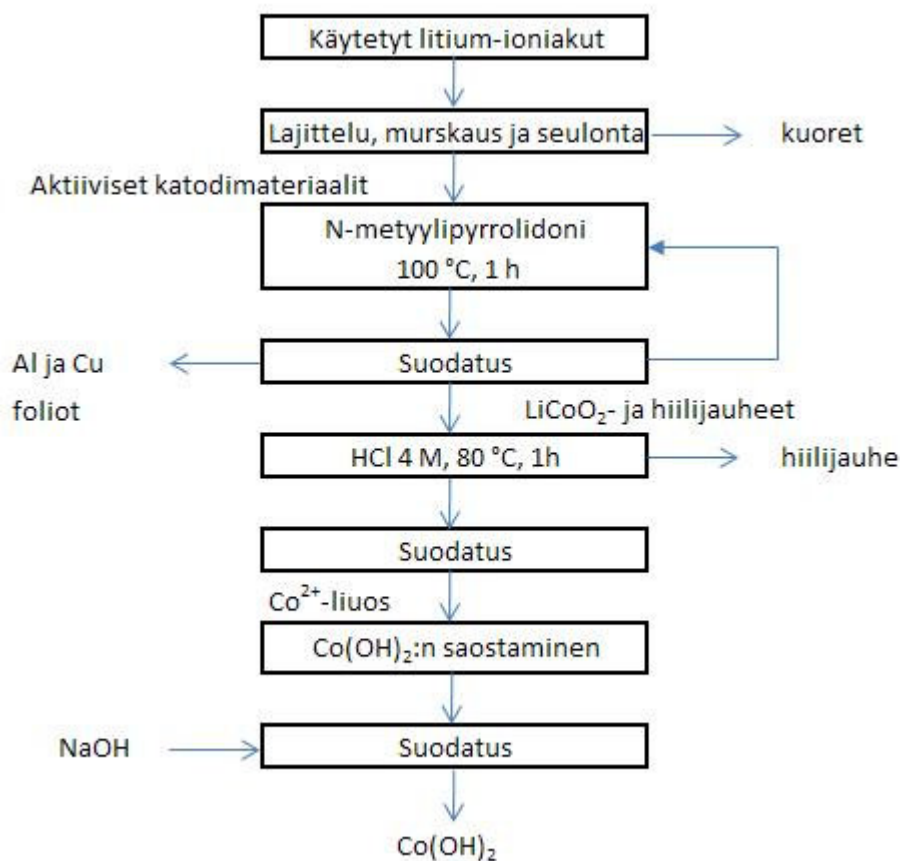 Käytetyt litium-ioniakut
Lajittelu, murskaus ja seulonta
kuoret
Aktiiviset katodimateriaalit
N-metyylipyrrolidoni
100 °C, 1 h
Al ja Cu
foliot
Suodatus
LiCoO₂- ja hiilijauheet
HCl 4 M, 80 °C, 1h
hiilijauhe
Suodatus
Co²⁺-liuos
Co(OH)₂:n saostaminen
NaOH
Suodatus
Co(OH)₂